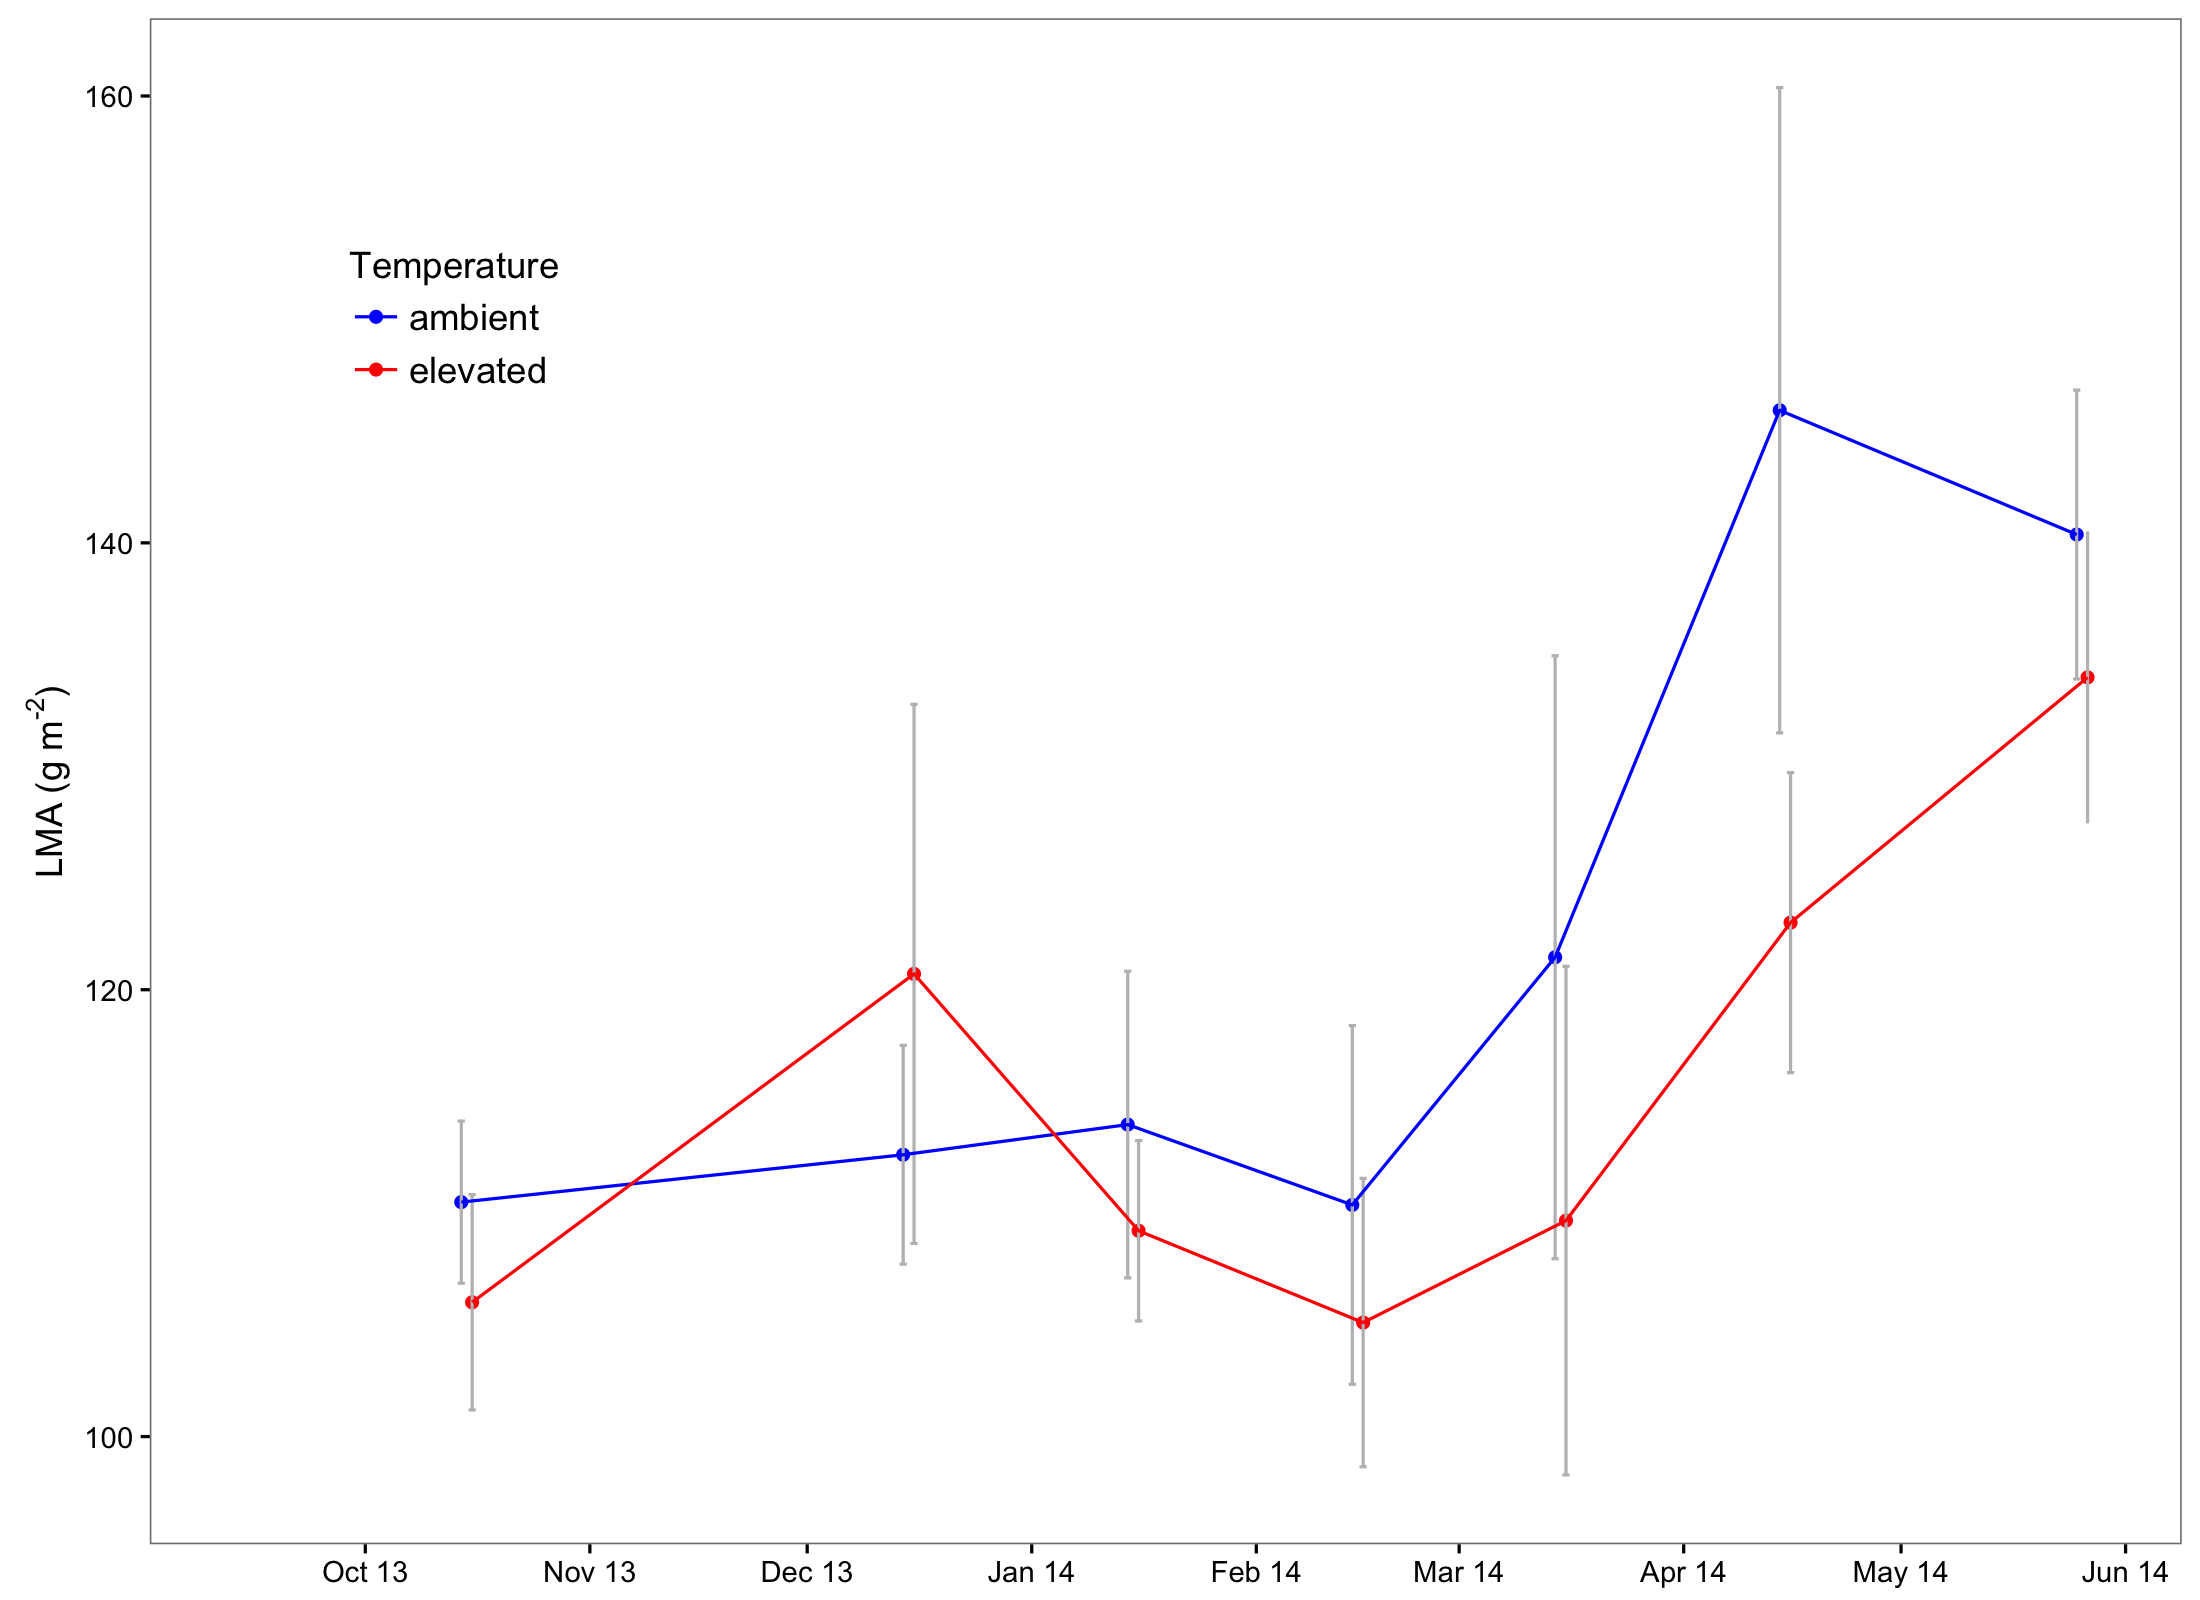 160
140
120
100
LMA (g m-2)
Temperature
ambient
elevated
Oct 13 Nov 13 Dec 13 Jan 14 Feb 14 Mar 14 Apr 14 May 14 Jun 14